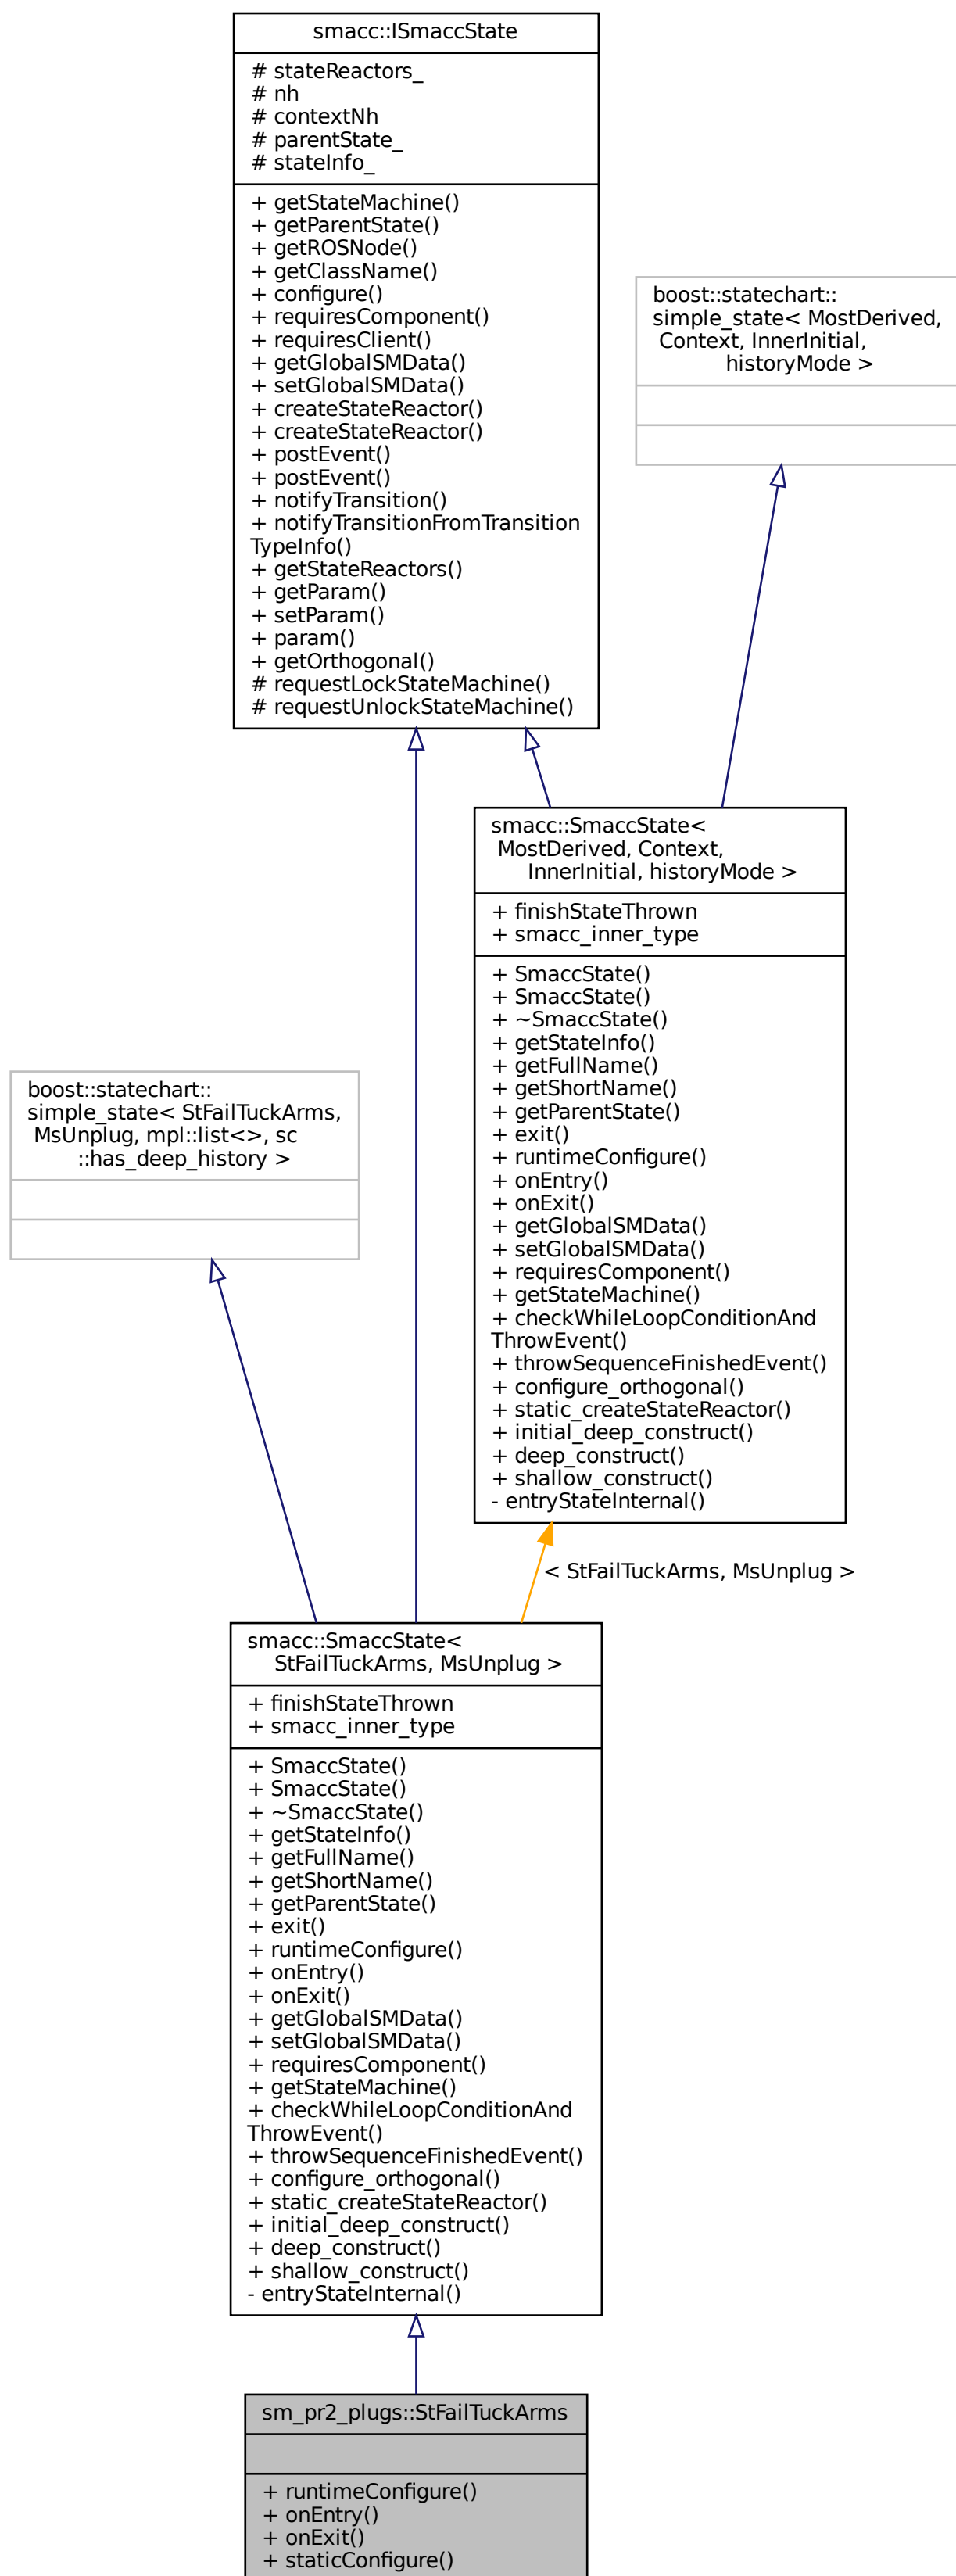 smacc::ISmaccState
# stateReactors_
# nh
# contextNh
# parentState_
# stateInfo_
+ getStateMachine()
+ getParentState()
+ getROSNode()
+ getClassName()
+ configure()
+ requiresComponent()
+ requiresClient()
+ getGlobalSMData()
+ setGlobalSMData()
+ createStateReactor()
+ createStateReactor()
+ postEvent()
+ postEvent()
+ notifyTransition()
+ notifyTransitionFromTransition
TypeInfo()
+ getStateReactors()
+ getParam()
+ setParam()
+ param()
+ getOrthogonal()
# requestLockStateMachine()
# requestUnlockStateMachine()
boost::statechart::
simple_state< MostDerived,
Context, InnerInitial,
historyMode >
smacc::SmaccState<
MostDerived, Context,
InnerInitial, historyMode >
+ finishStateThrown
+ smacc_inner_type
+ SmaccState()
+ SmaccState()
+ ~SmaccState()
+ getStateInfo()
+ getFullName()
+ getShortName()
+ getParentState()
+ exit()
+ runtimeConfigure()
+ onEntry()
+ onExit()
+ getGlobalSMData()
+ setGlobalSMData()
+ requiresComponent()
+ getStateMachine()
+ checkWhileLoopConditionAnd
ThrowEvent()
+ throwSequenceFinishedEvent()
+ configure_orthogonal()
+ static_createStateReactor()
+ initial_deep_construct()
+ deep_construct()
+ shallow_construct()
- entryStateInternal()
boost::statechart::
simple_state< StFailTuckArms,
MsUnplug, mpl::list<>, sc
::has_deep_history >
< StFailTuckArms, MsUnplug >
smacc::SmaccState<
StFailTuckArms, MsUnplug >
+ finishStateThrown
+ smacc_inner_type
+ SmaccState()
+ SmaccState()
+ ~SmaccState()
+ getStateInfo()
+ getFullName()
+ getShortName()
+ getParentState()
+ exit()
+ runtimeConfigure()
+ onEntry()
+ onExit()
+ getGlobalSMData()
+ setGlobalSMData()
+ requiresComponent()
+ getStateMachine()
+ checkWhileLoopConditionAnd
ThrowEvent()
+ throwSequenceFinishedEvent()
+ configure_orthogonal()
+ static_createStateReactor()
+ initial_deep_construct()
+ deep_construct()
+ shallow_construct()
- entryStateInternal()
sm_pr2_plugs::StFailTuckArms
+ runtimeConfigure()
+ onEntry()
+ onExit()
+ staticConfigure()